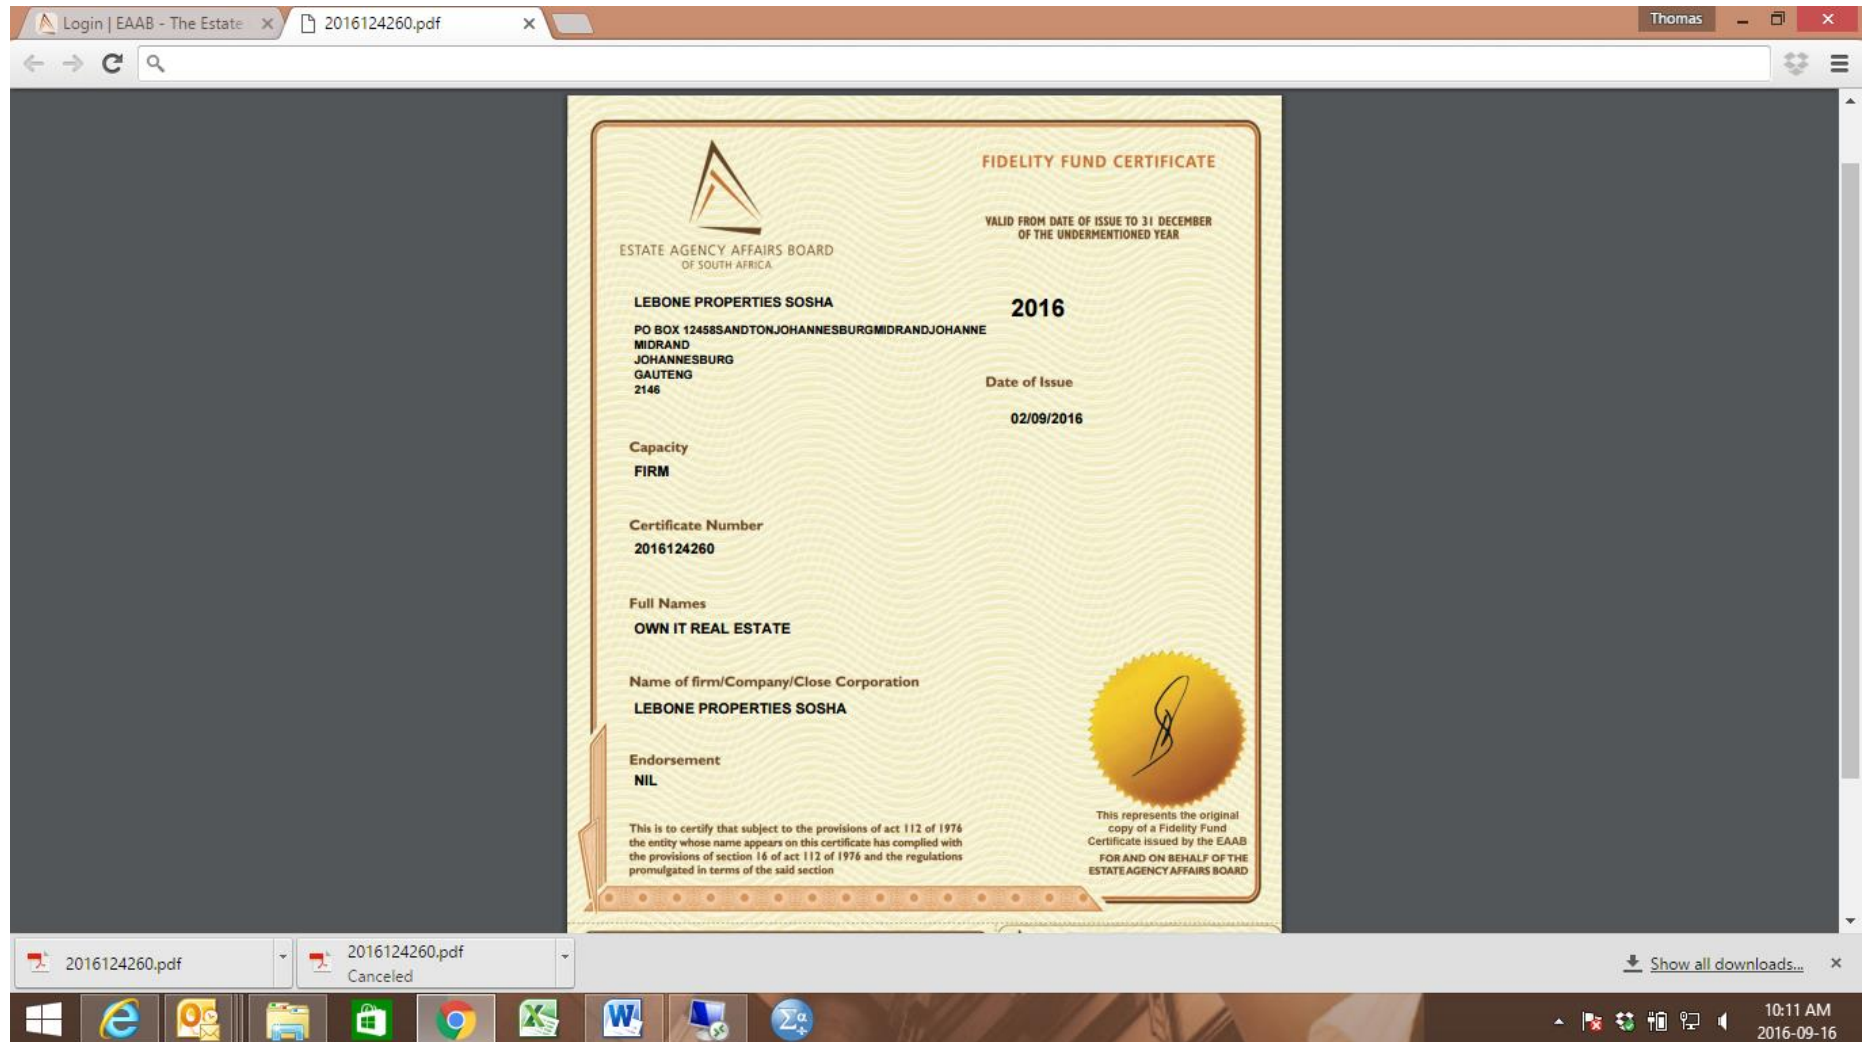 Login | EAAB - The Estate
2016124260.pdf
Thomas
FIDELITY FUND CERTIFICATE
VALID FROM DATE OF ISSUE TO 31 DECEMBER
OF THE UNDERMENTIONED YEAR
ESTATE AGENCY AFFAIRS BOARD
OF SOUTH AFRICA
LEBONE PROPERTIES SOSHA
2016
PO BOX 12458SANDTONJOHANNESBURGMIDRANDJOHANNE
MIDRAND
JOHANNESBURG
GAUTENG
2146
Date of Issue
02/09/2016
Capacity
FIRM
Certificate Number
2016124260
Full Names
OWN IT REAL ESTATE
Name of firm/Company/Close Corporation
LEBONE PROPERTIES SOSHA
Endorsement
NIL
This is to certify that subject to the provisions of act 112 of 1976
the entity whose name appears on this certificate has complied with
the provisions of section 16 of act 112 of 1976 and the regulations
promulgated in terms of the said section
This represents the original
copy of a Fidelity Fund
Certificate issued by the EAAB
FOR AND ON BEHALF OF THE
ESTATE AGENCY AFFAIRS BOARD
2016124260.pdf
2016124260.pdf
Canceled
Show all downloads...
10:11 AM
2016-09-16